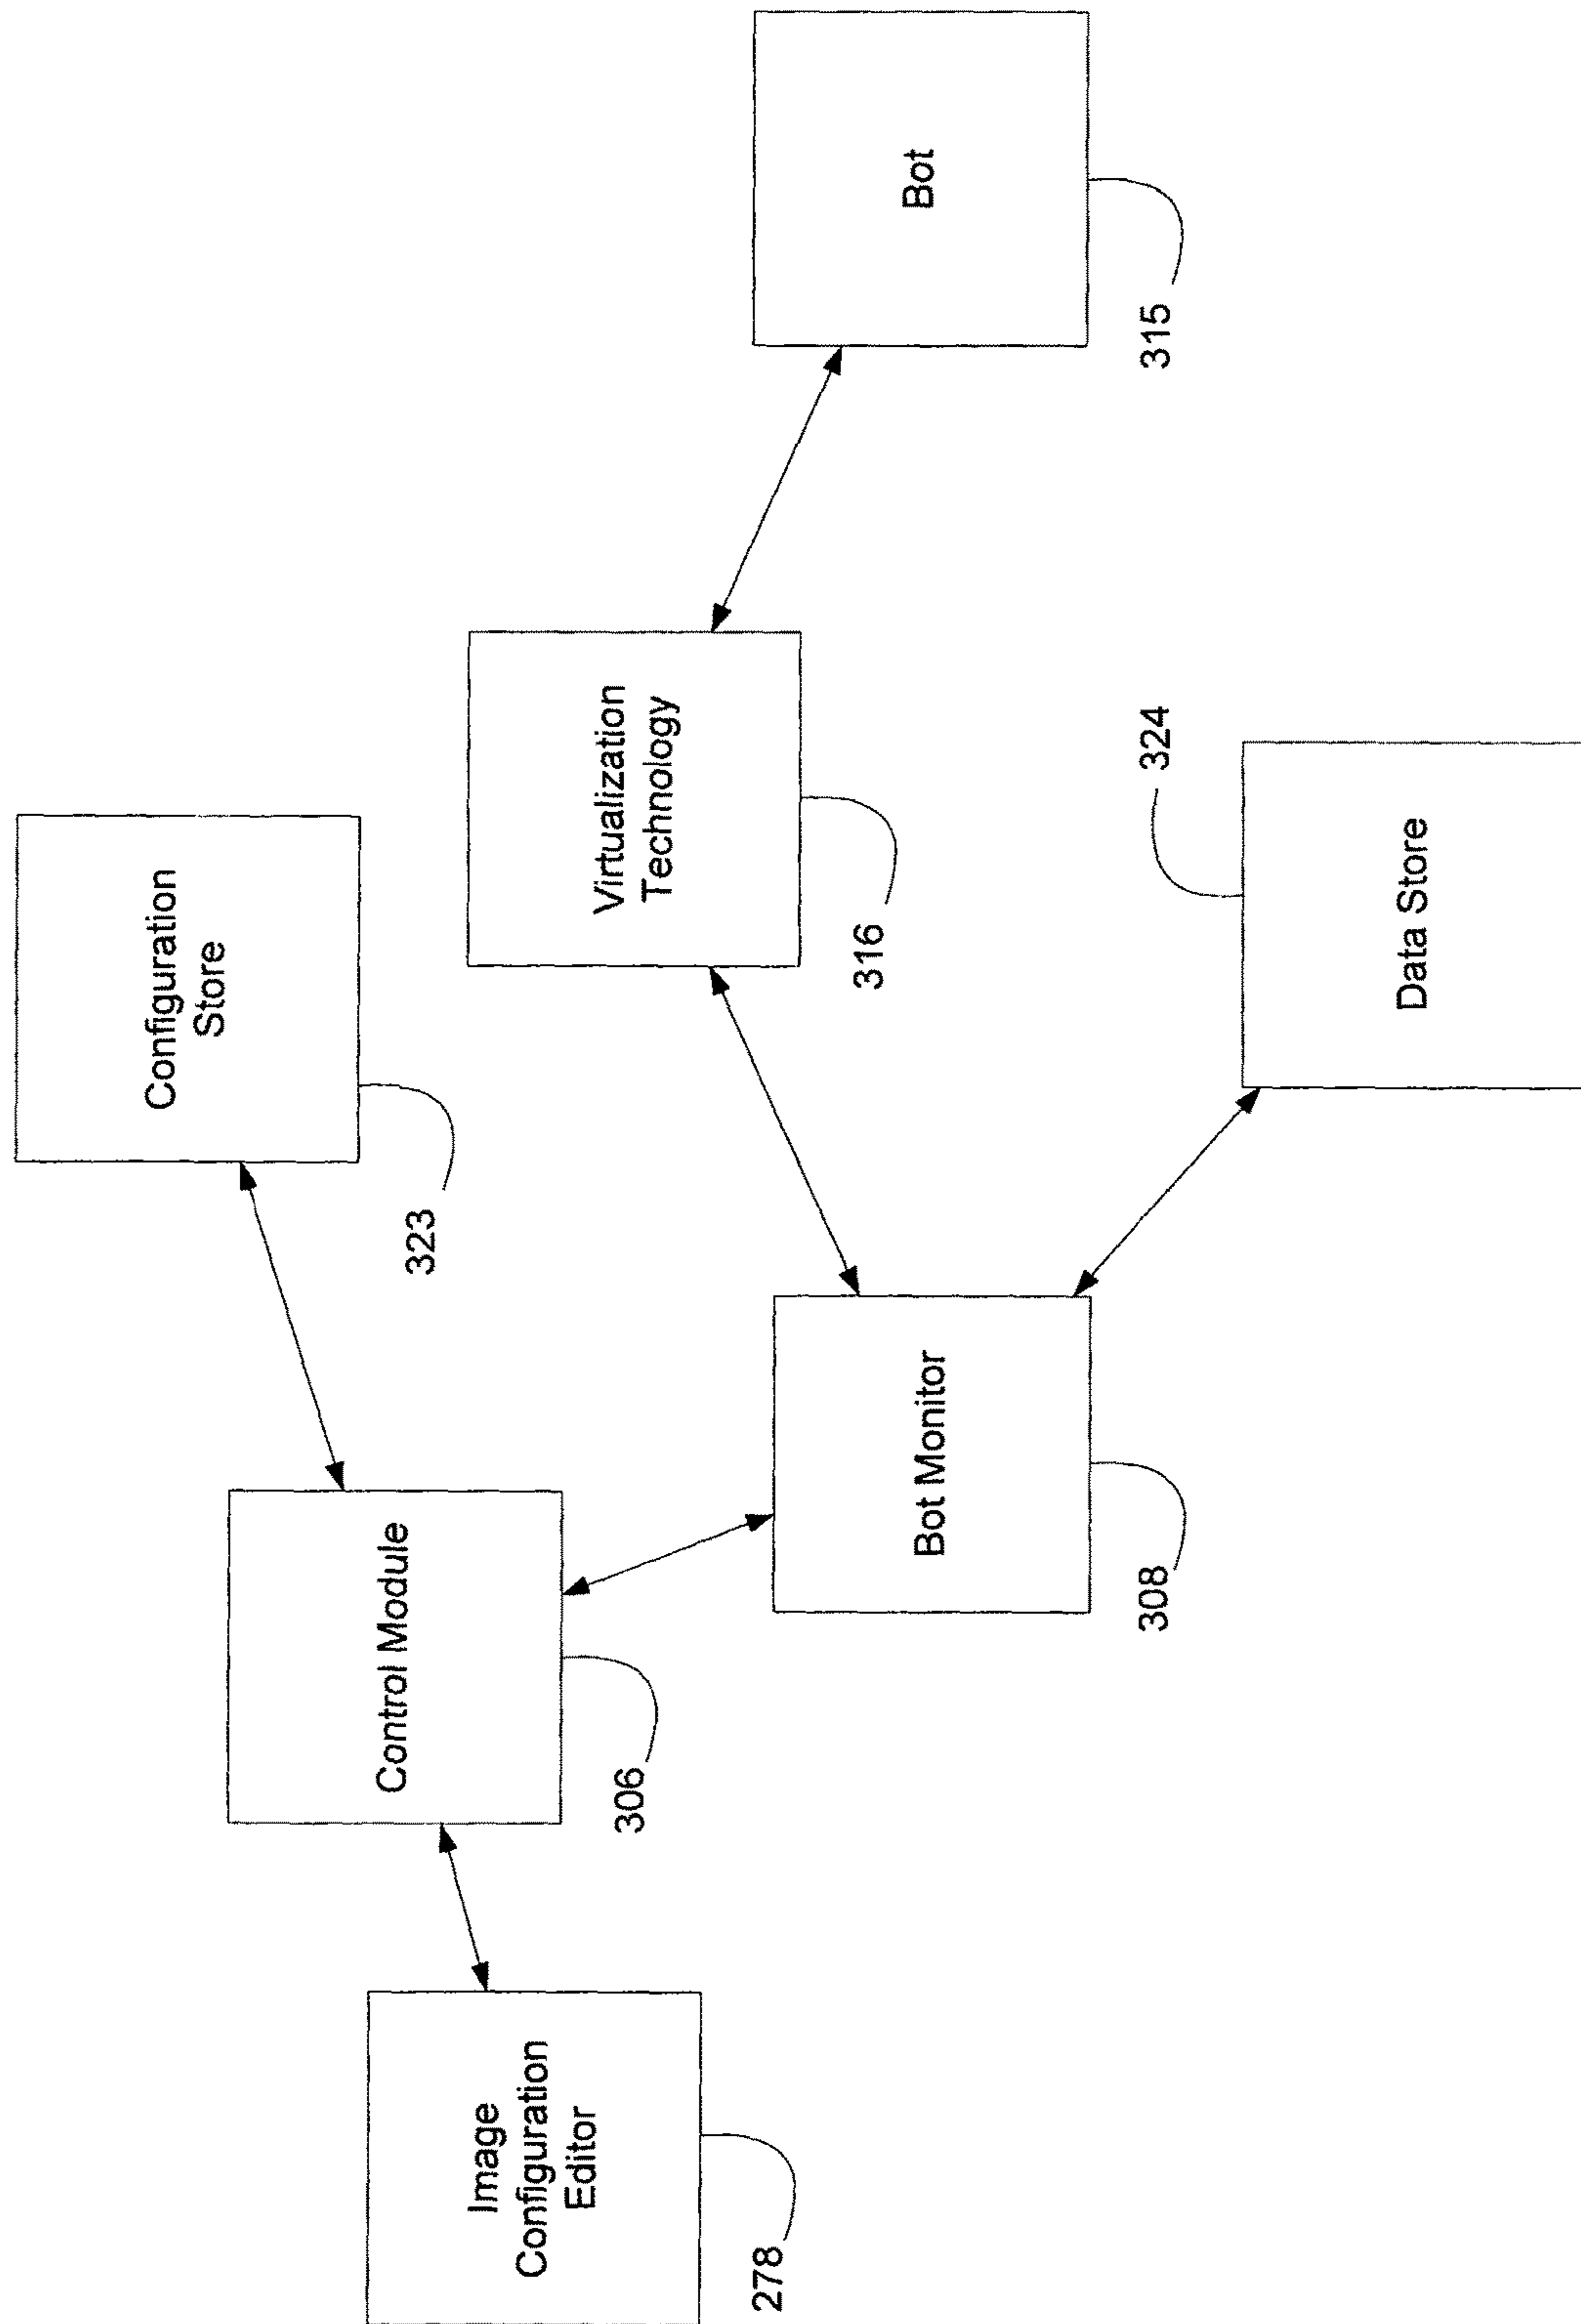 Configuration
Store
323
Control Module
306
Image
Configuration
Editor
278
Virtualization
Technology
316
Bot
315
Bot Monitor
308
324
Data Store